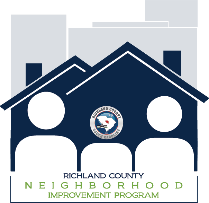 RICHLAND COUNTY
NEIGHBORHOOD
IMPROVEMENT PROGRAM